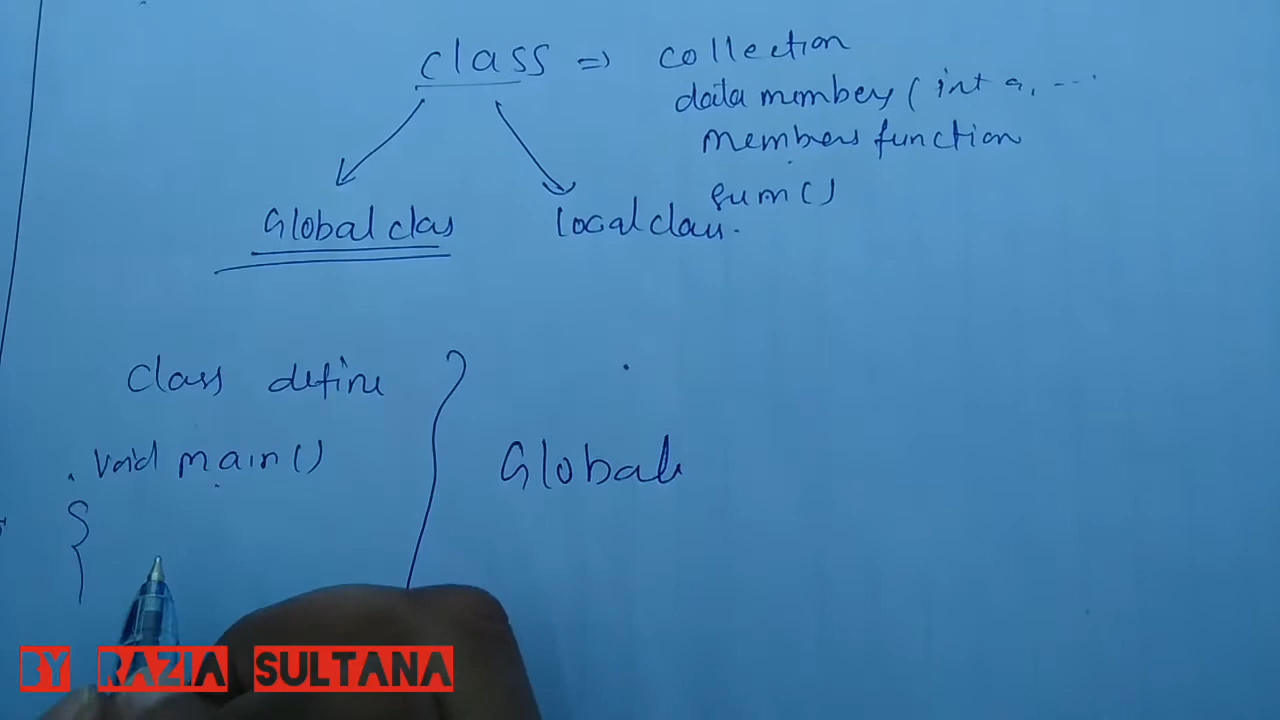 class => collection
data members ( int a, ...
members function
sum()
Global clas
local class.
Class define
void main()
{
Global
BY RAZIA SULTANA